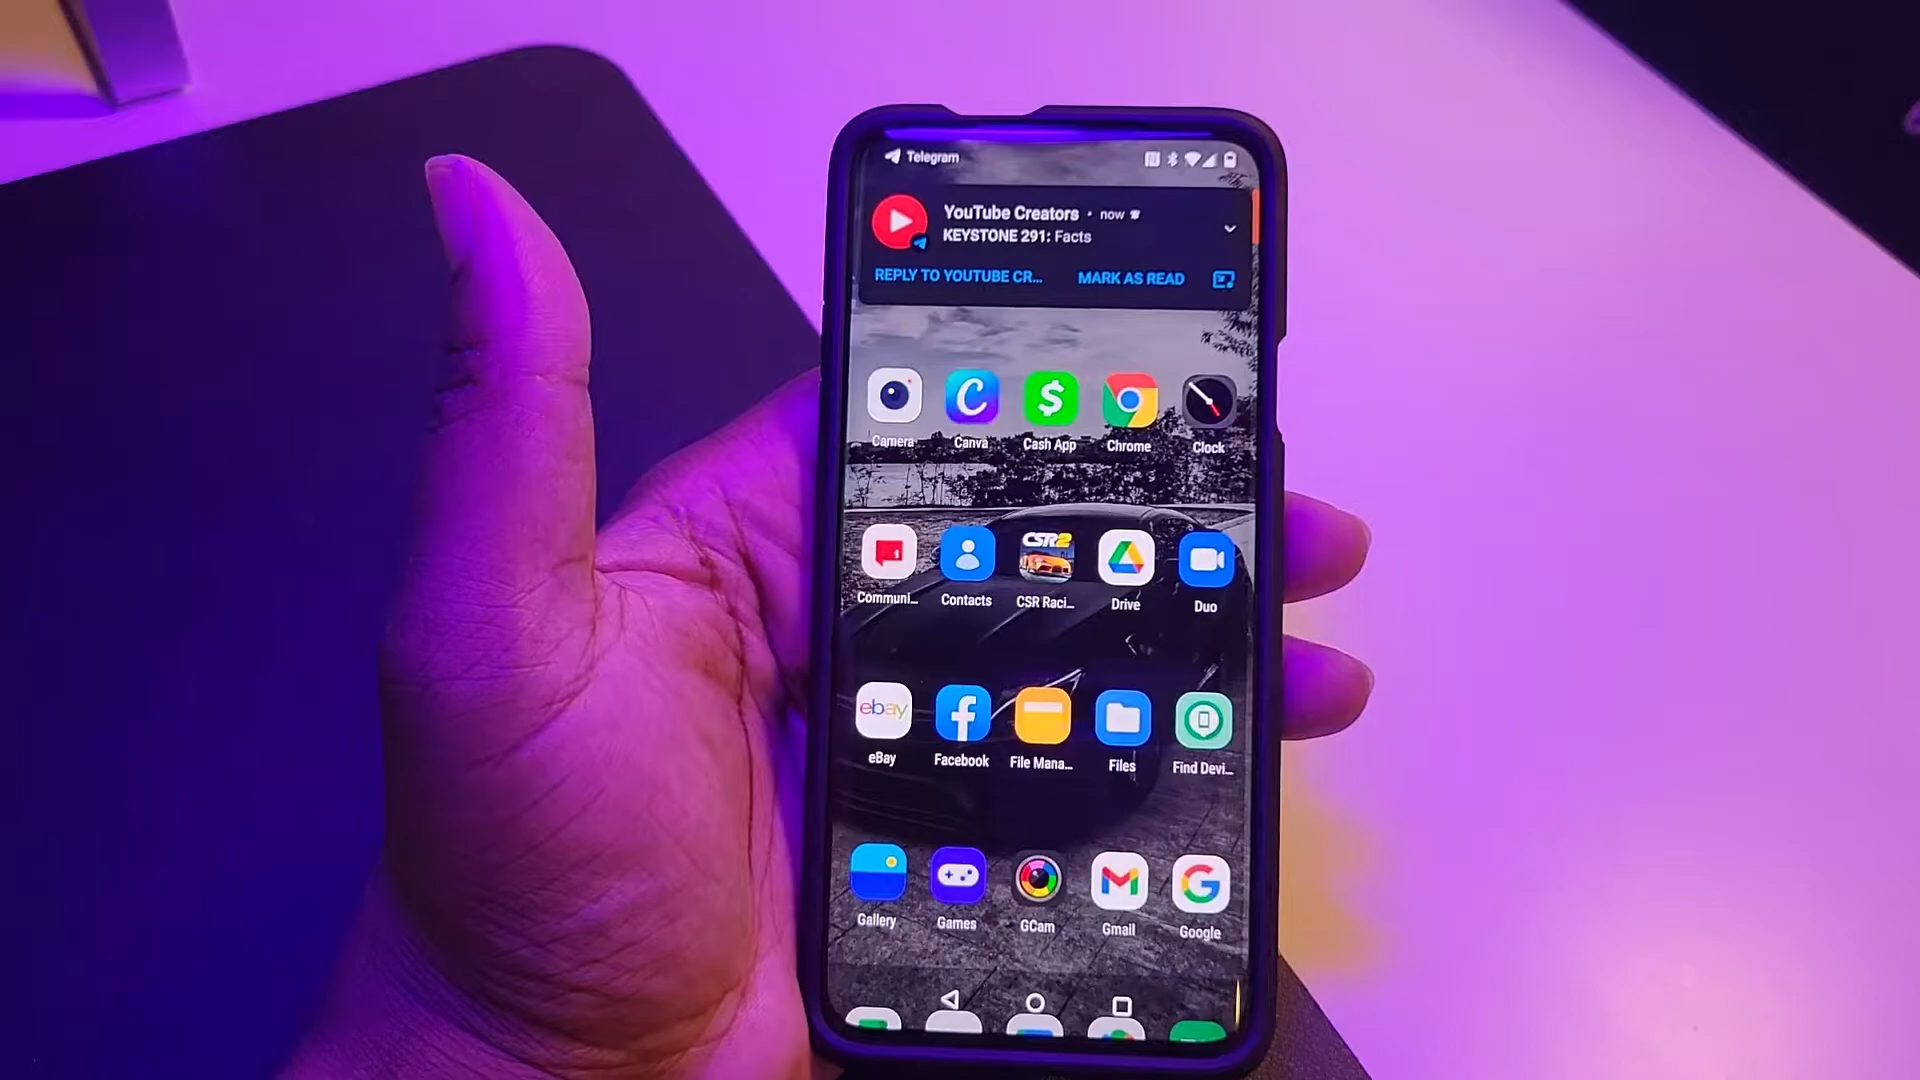 Telegram
YouTube Creators • now
KEYSTONE 291: Facts
REPLY TO YOUTUBE CR... MARK AS READ
Camera Canva Cash App Chrome Clock
1
CSR2
Communi... Contacts CSR Raci... Drive Duo
ebay
eBay Facebook File Mana... Files Find Devi...
Gallery Games GCam Gmail Google